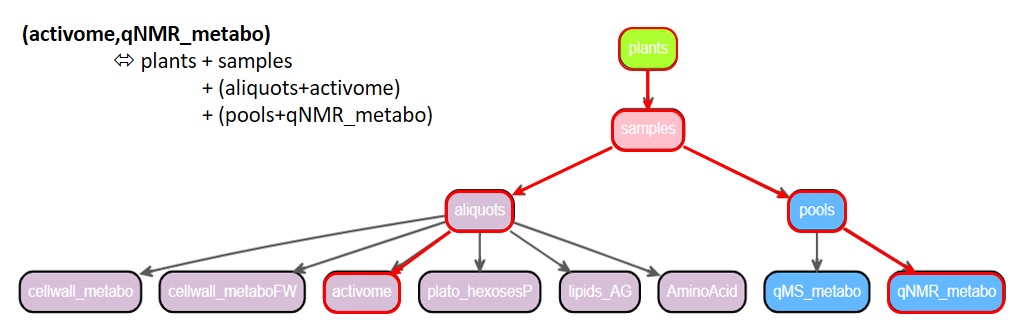 (activome,qNMR_metabo)
⇔ plants + samples
+ (aliquots+activome)
+ (pools+qNMR_metabo)
plants
samples
aliquots
pools
cellwall_metabo
cellwall_metaboFW
activome
plato_hexosesP
lipids_AG
AminoAcid
qMS_metabo
qNMR_metabo